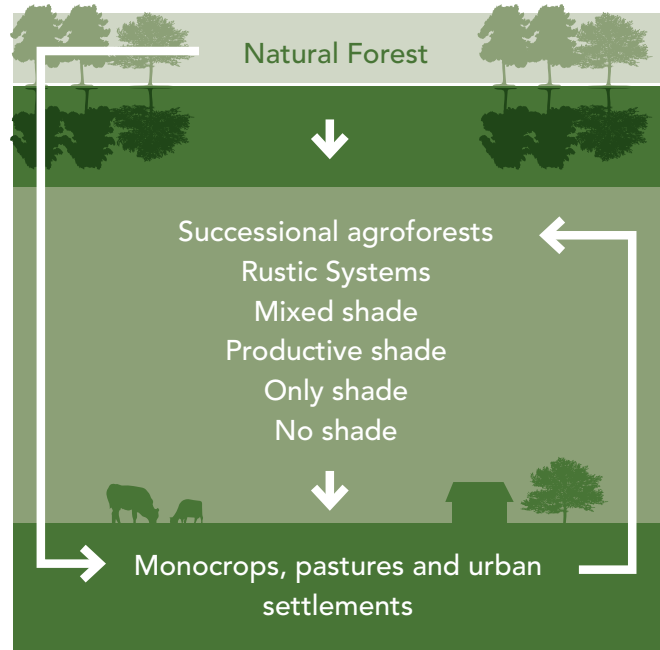 Natural Forest
Successional agroforests
Rustic Systems
Mixed shade
Productive shade
Only shade
No shade
Monocrops, pastures and urban
settlements